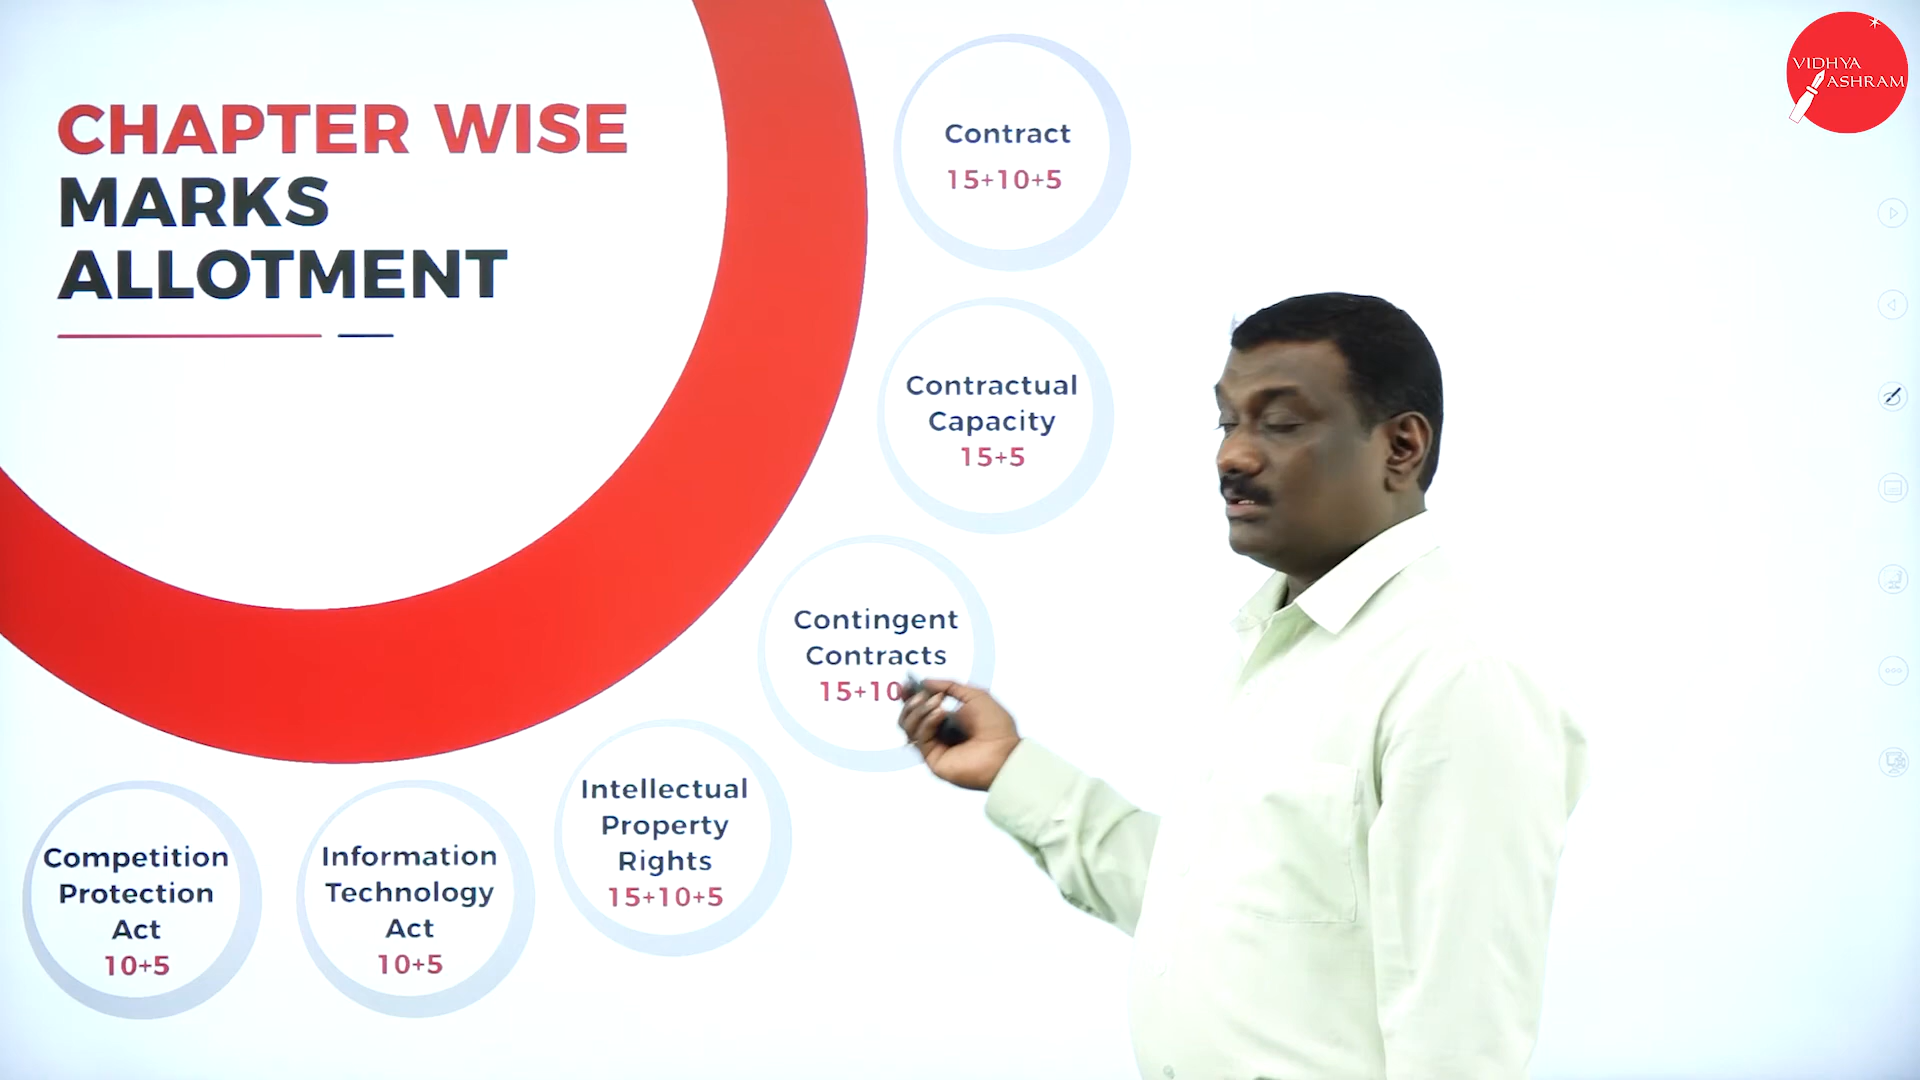 CHAPTER WISE
MARKS
ALLOTMENT
Contract
15+10+5
Contractual
Capacity
15+5
Contingent
Contracts
15+10
Intellectual
Property
Rights
15+10+5
Information
Technology
Act
10+5
Competition
Protection
Act
10+5
VIDHYA
ASHRAM